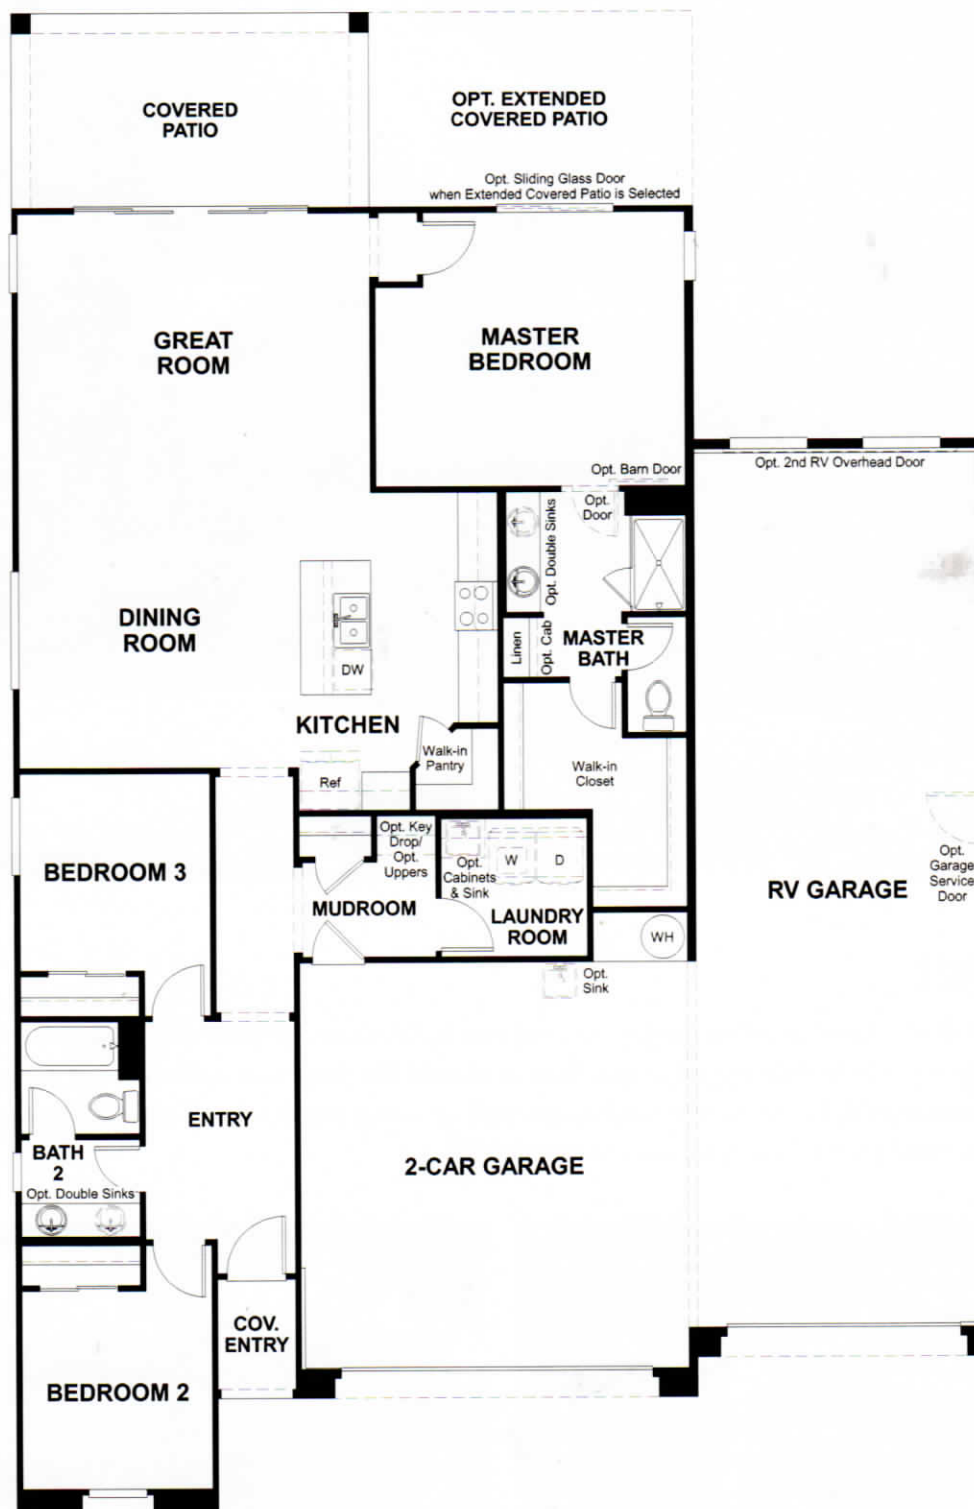 COVERED
PATIO
OPT. EXTENDED
COVERED PATIO
Opt. Sliding Glass Door
when Extended Covered Patio is Selected
GREAT
ROOM
MASTER
BEDROOM
Opt. Barn Door
Opt. 2nd RV Overhead Door
Opt.
Door
Opt. Double Sinks
DINING
ROOM
DW
Linen
Opt. Cab
MASTER
BATH
KITCHEN
Walk-in
Pantry
Ref
Walk-in
Closet
Opt. Key
Drop/
Opt.
Uppers
Opt.
Cabinets
& Sink
W
D
BEDROOM 3
MUDROOM
LAUNDRY
ROOM
WH
RV GARAGE
Opt.
Garage
Service
Door
Opt.
Sink
ENTRY
BATH
2
Opt. Double Sinks
2-CAR GARAGE
COV.
ENTRY
BEDROOM 2